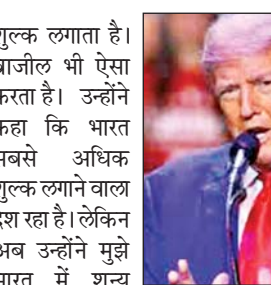 शुल्क लगाता है।
ब्राजील भी ऐसा
करता है। उन्होंने
कहा कि भारत
सबसे अधिक
शुल्क लगाने वाला
देश रहा है। लेकिन
अब उन्होंने मुझे
भारत में शून्य